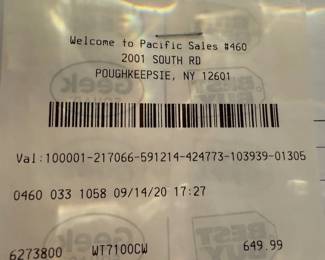 Welcome to Pacific Sales #460
2001 SOUTH RD
POUGHKEEPSIE, NY 12601
Val:100001-217066-591214-424773-103939-01305
0460 033 1058 09/14/20 17:27
6273800 WT7100CW 649.99